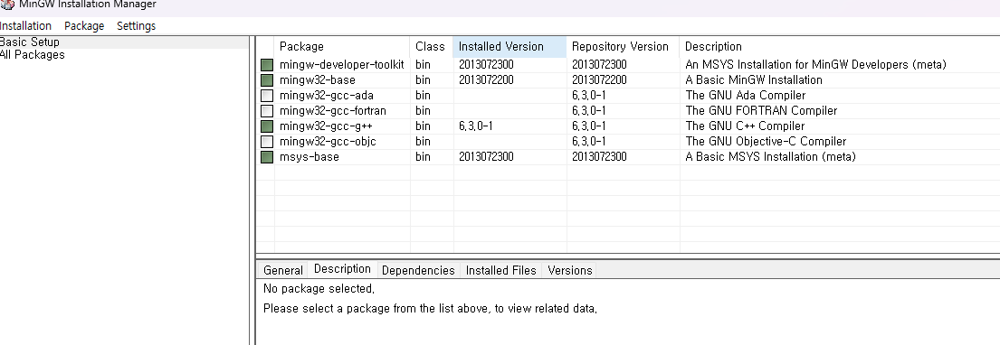 MinGW Installation Manager
Installation Package Settings
Basic Setup
All Packages
Package Class Installed Version Repository Version Description
mingw-developer-toolkit bin 2013072300 2013072300 An MSYS Installation for MinGW Developers (meta)
mingw32-base bin 2013072200 2013072200 A Basic MinGW Installation
mingw32-gcc-ada bin 6.3.0-1 The GNU Ada Compiler
mingw32-gcc-fortran bin 6.3.0-1 The GNU FORTRAN Compiler
mingw32-gcc-g++ bin 6.3.0-1 6.3.0-1 The GNU C++ Compiler
mingw32-gcc-objc bin 6.3.0-1 The GNU Objective-C Compiler
msys-base bin 2013072300 2013072300 A Basic MSYS Installation (meta)
General Description Dependencies Installed Files Versions
No package selected.
Please select a package from the list above, to view related data.